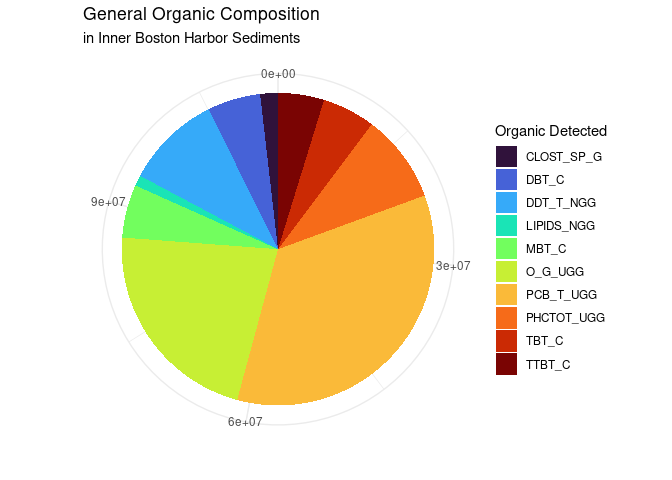 General Organic Composition
in Inner Boston Harbor Sediments
0e+00
9e+07
3e+07
6e+07
Organic Detected
CLOST_SP_G
DBT_C
DDT_T_NGG
LIPIDS_NGG
MBT_C
O_G_UGG
PCB_T_UGG
PHCTOT_UGG
TBT_C
TTBT_C